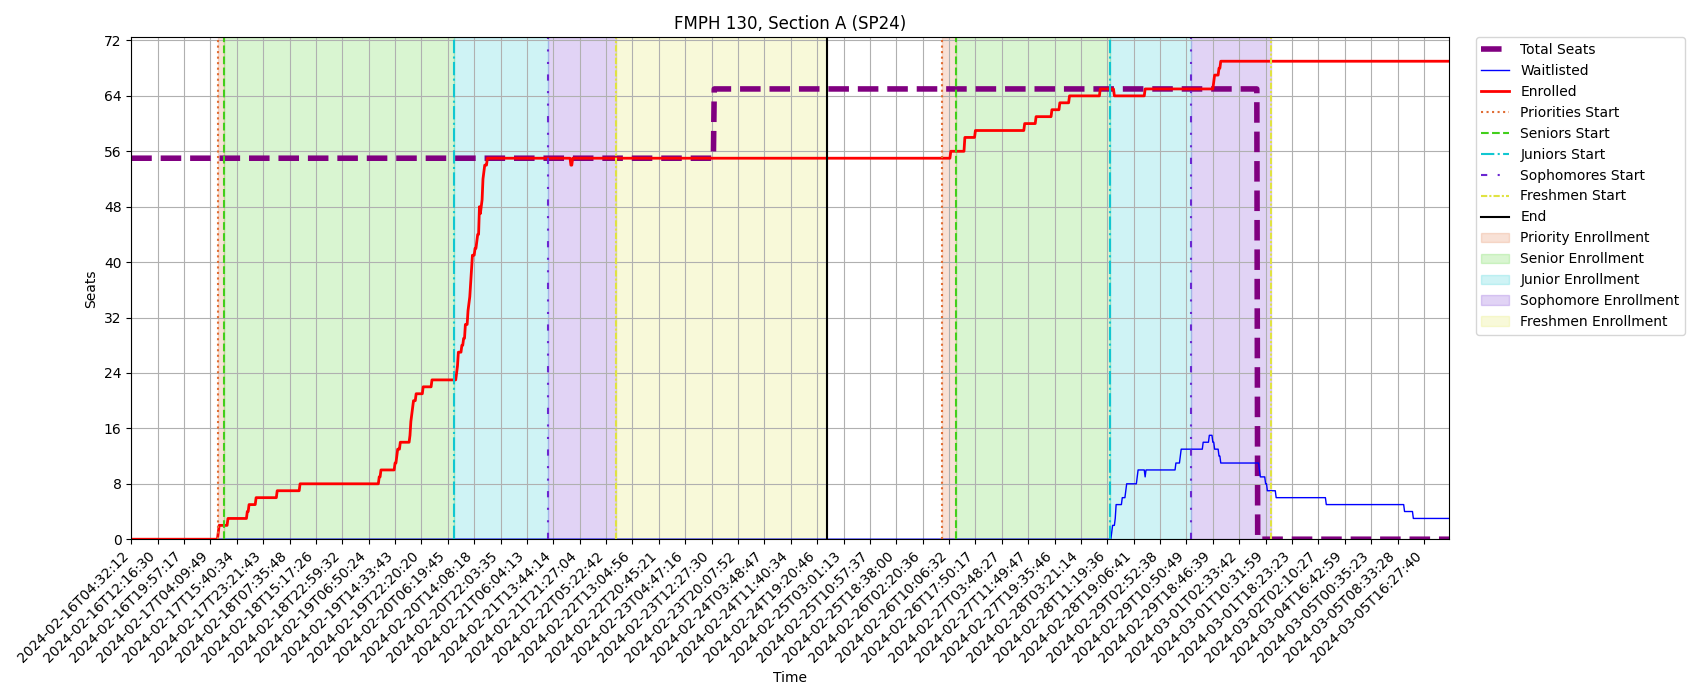 FMPH 130, Section A (SP24)
72
64
56
48
40
32
24
16
8
0
Seats
2024-02-16T04:32:12
2024-02-16T12:16:30
2024-02-16T19:57:17
2024-02-17T04:09:49
2024-02-17T15:40:34
2024-02-17T23:21:43
2024-02-18T07:35:48
2024-02-18T15:17:26
2024-02-18T22:59:32
2024-02-19T06:50:24
2024-02-19T14:33:43
2024-02-19T22:20:20
2024-02-20T06:19:45
2024-02-20T14:08:18
2024-02-20T22:03:35
2024-02-21T06:04:13
2024-02-21T13:44:14
2024-02-21T21:27:04
2024-02-22T05:22:42
2024-02-22T13:04:56
2024-02-22T20:45:21
2024-02-23T04:47:16
2024-02-23T12:27:30
2024-02-23T20:07:52
2024-02-24T03:48:47
2024-02-24T11:40:34
2024-02-24T19:20:46
2024-02-25T03:01:13
2024-02-25T10:57:37
2024-02-25T18:38:00
2024-02-26T02:20:36
2024-02-26T10:06:32
2024-02-26T17:50:17
2024-02-27T03:48:27
2024-02-27T11:49:47
2024-02-27T19:35:46
2024-02-28T03:21:14
2024-02-28T11:19:36
2024-02-28T19:06:41
2024-02-29T02:52:38
2024-02-29T10:50:49
2024-02-29T18:46:39
2024-03-01T02:33:42
2024-03-01T10:31:59
2024-03-01T18:23:23
2024-03-02T02:10:27
2024-03-04T16:42:59
2024-03-05T00:35:23
2024-03-05T08:33:28
2024-03-05T16:27:40
Time
Total Seats
Waitlisted
Enrolled
Priorities Start
Seniors Start
Juniors Start
Sophomores Start
Freshmen Start
End
Priority Enrollment
Senior Enrollment
Junior Enrollment
Sophomore Enrollment
Freshmen Enrollment